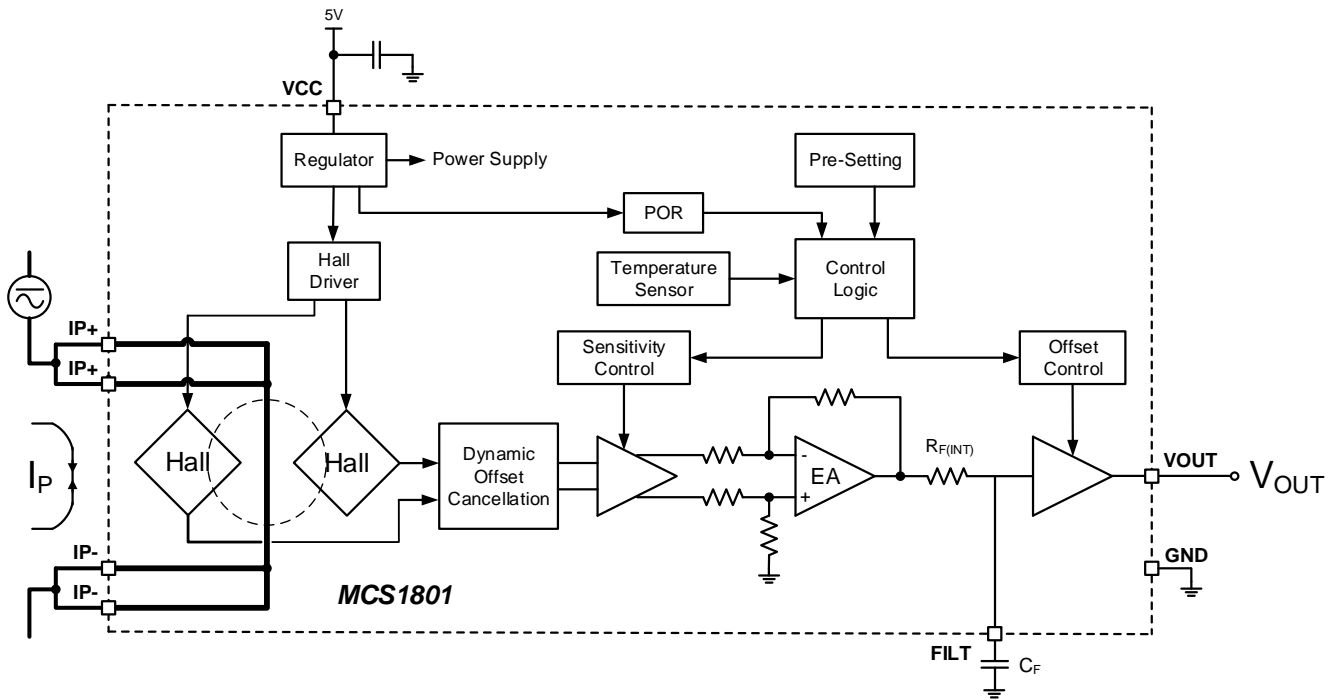 5V
VCC
Regulator
Power Supply
Pre-Setting
POR
Hall
Driver
Temperature
Sensor
Control
Logic
IP+
IP+
Sensitivity
Control
Offset
Control
Hall
Hall
Dynamic
Offset
Cancellation
-
+
EA
RF(INT)
VOUT
VOUT
IP
IP-
IP-
GND
MCS1801
FILT
CF